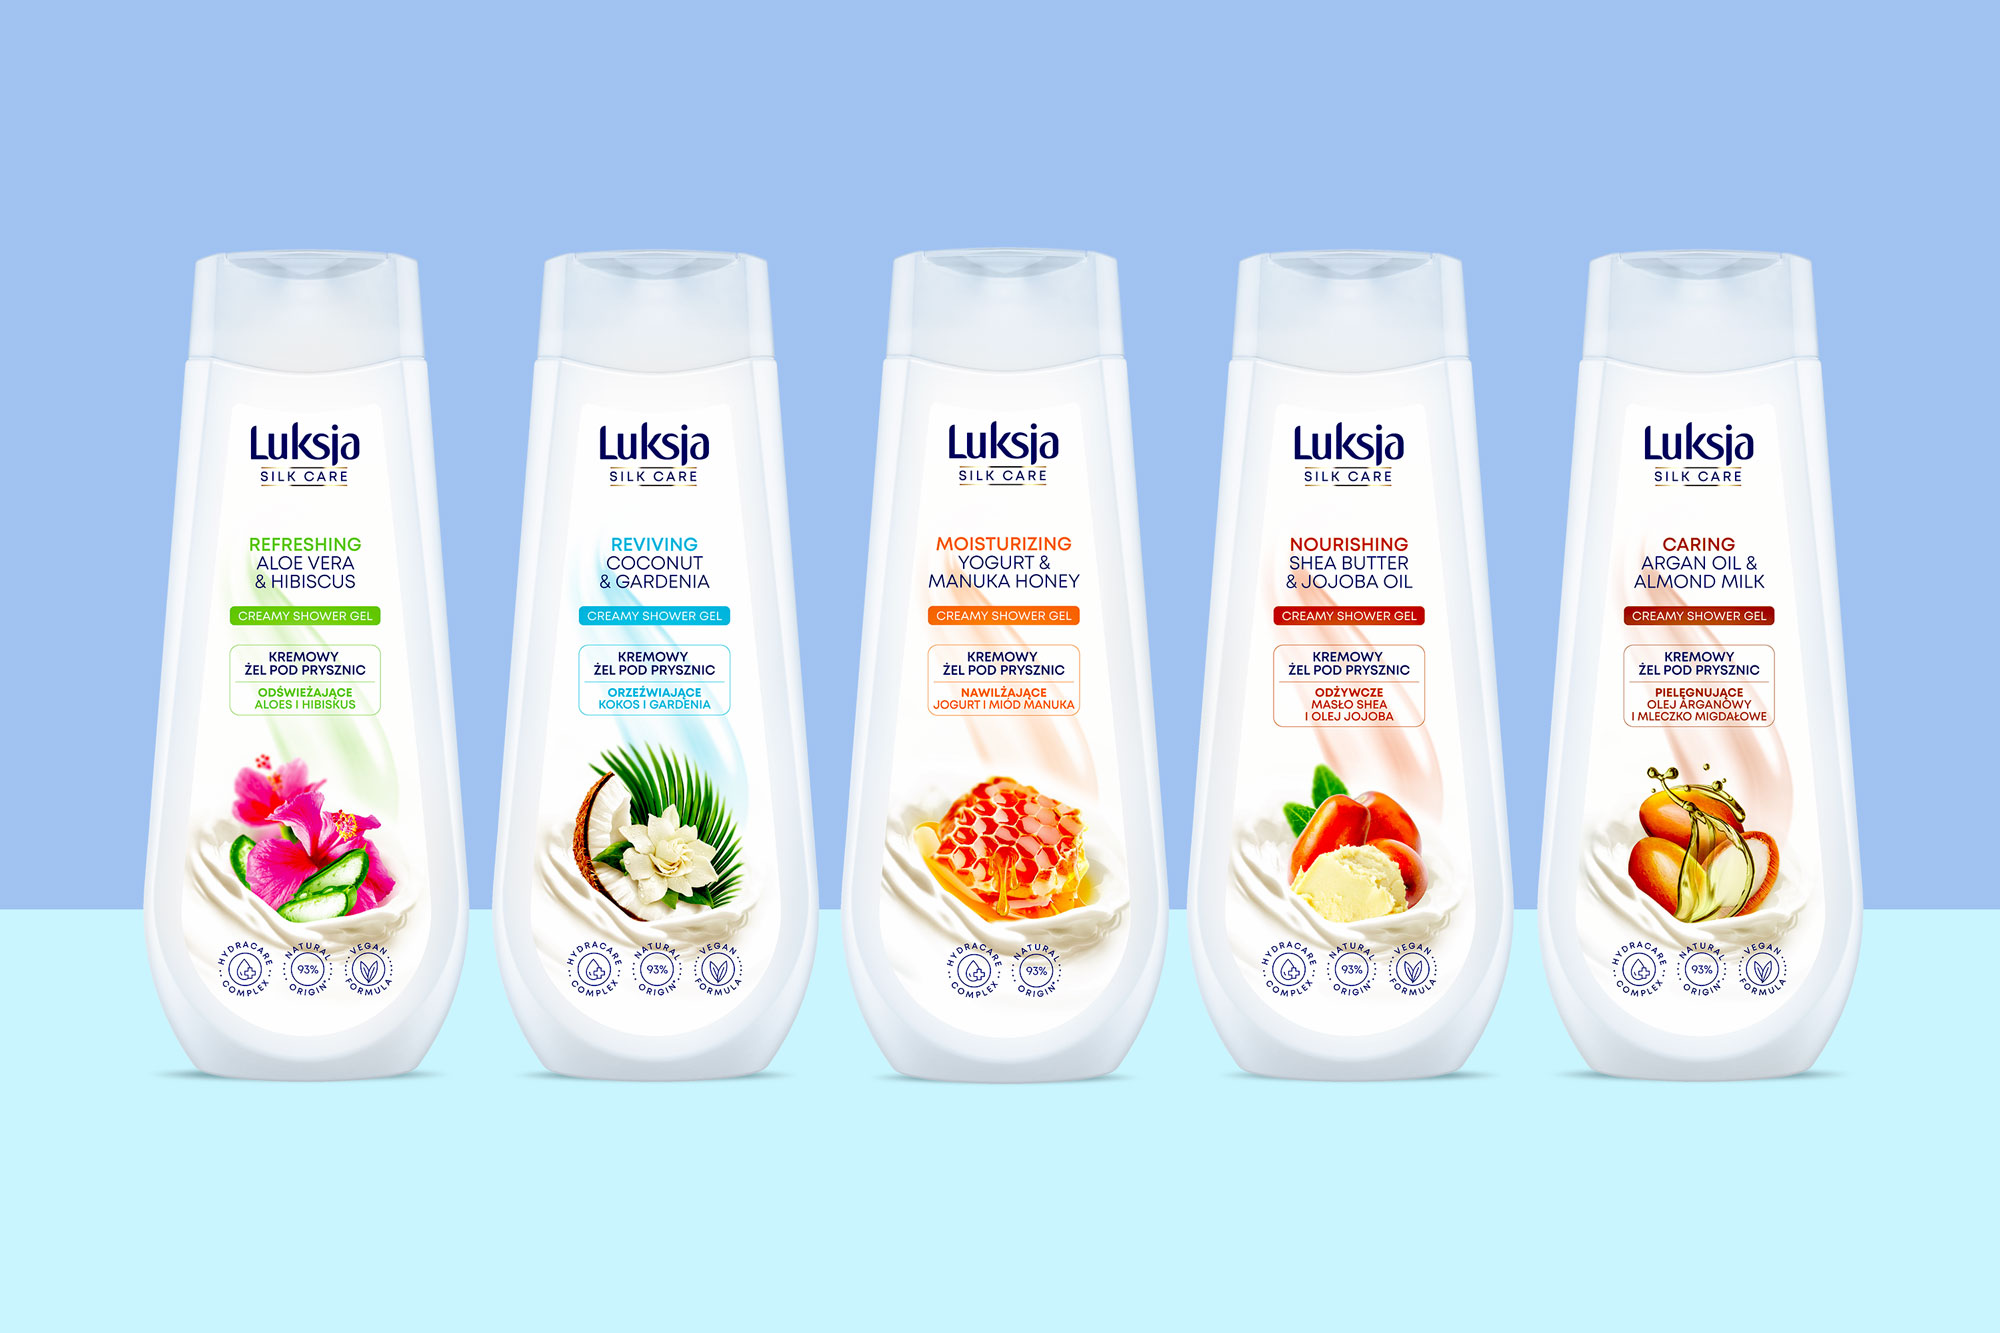 Luksja
SILK CARE
REFRESHING
ALOE VERA
& HIBISCUS
CREAMY SHOWER GEL
KREMOWY
ŻEL POD PRYSZNIC
ODŚWIEŻAJĄCE
ALOES I HIBISKUS
HYDRACARE COMPLEX
NATURAL ORIGIN*
93%
VEGAN FORMULA
Luksja
SILK CARE
REVIVING
COCONUT
& GARDENIA
CREAMY SHOWER GEL
KREMOWY
ŻEL POD PRYSZNIC
ORZEŹWIAJĄCE
KOKOS I GARDENIA
HYDRACARE COMPLEX
NATURAL ORIGIN*
93%
VEGAN FORMULA
Luksja
SILK CARE
MOISTURIZING
YOGURT &
MANUKA HONEY
CREAMY SHOWER GEL
KREMOWY
ŻEL POD PRYSZNIC
NAWILŻAJĄCE
JOGURT I MIÓD MANUKA
HYDRACARE COMPLEX
NATURAL ORIGIN*
93%
Luksja
SILK CARE
NOURISHING
SHEA BUTTER
& JOJOBA OIL
CREAMY SHOWER GEL
KREMOWY
ŻEL POD PRYSZNIC
ODŻYWCZE
MASŁO SHEA
I OLEJ JOJOBA
HYDRACARE COMPLEX
NATURAL ORIGIN*
93%
VEGAN FORMULA
Luksja
SILK CARE
CARING
ARGAN OIL &
ALMOND MILK
CREAMY SHOWER GEL
KREMOWY
ŻEL POD PRYSZNIC
PIELĘGNUJĄCE
OLEJ ARGANOWY
I MLECZKO MIGDAŁOWE
HYDRACARE COMPLEX
NATURAL ORIGIN*
93%
VEGAN FORMULA